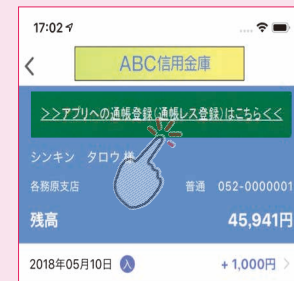 17:02
ABC信用金庫
>>アプリへの通帳登録(通帳レス登録)はこちら<<
シンキン タロウ 様
各務原支店 普通 052-0000001
残高 45,941円
2018年05月10日 入 +1,000円